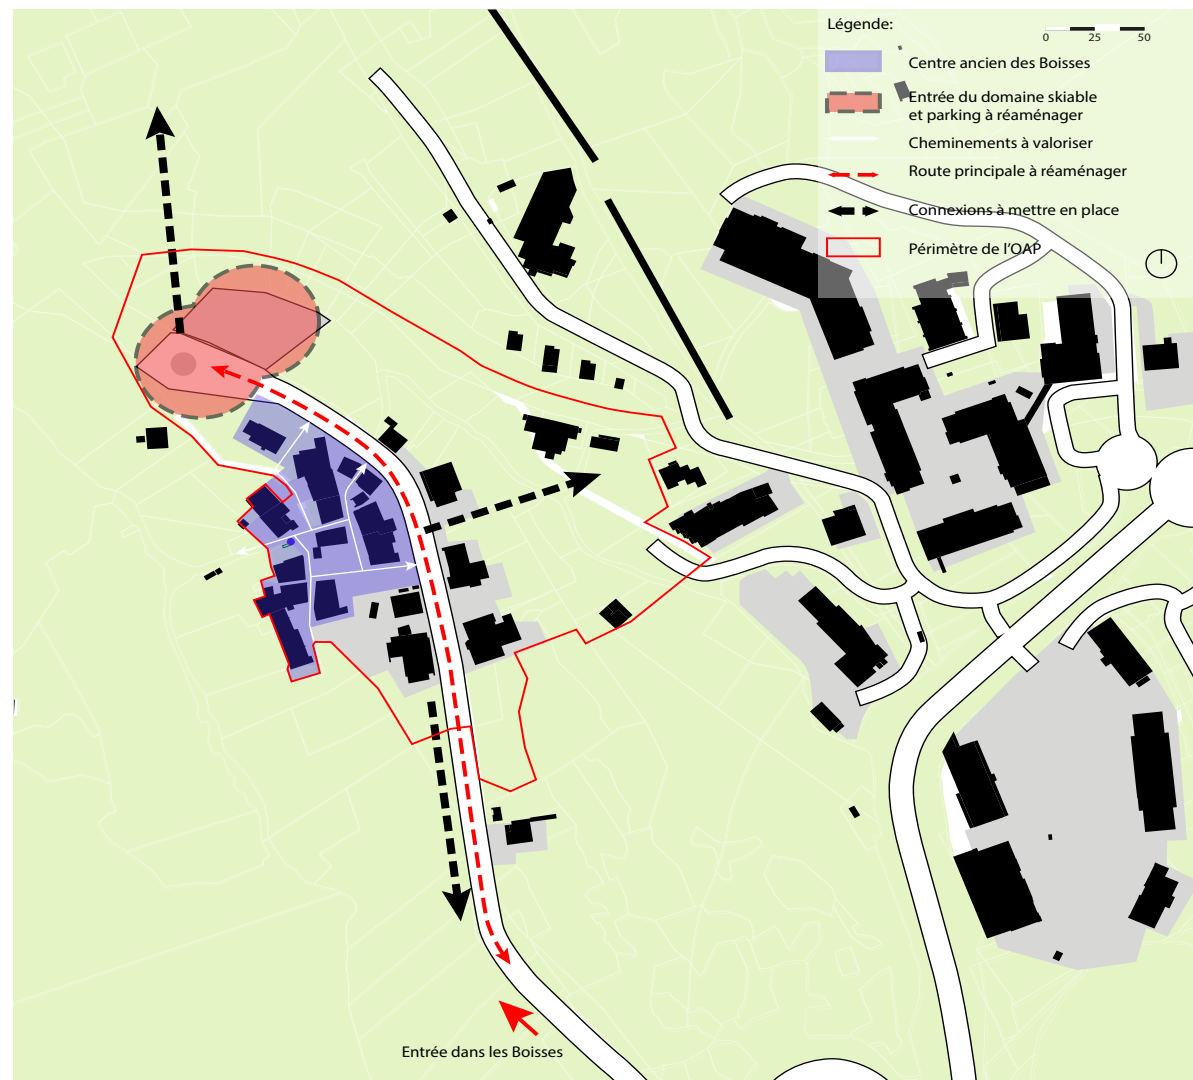 Légende:
0 25 50
Centre ancien des Boisses
Entrée du domaine skiable
et parking à réaménager
Cheminements à valoriser
Route principale à réaménager
Connexions à mettre en place
Périmètre de l'OAP
Entrée dans les Boisses